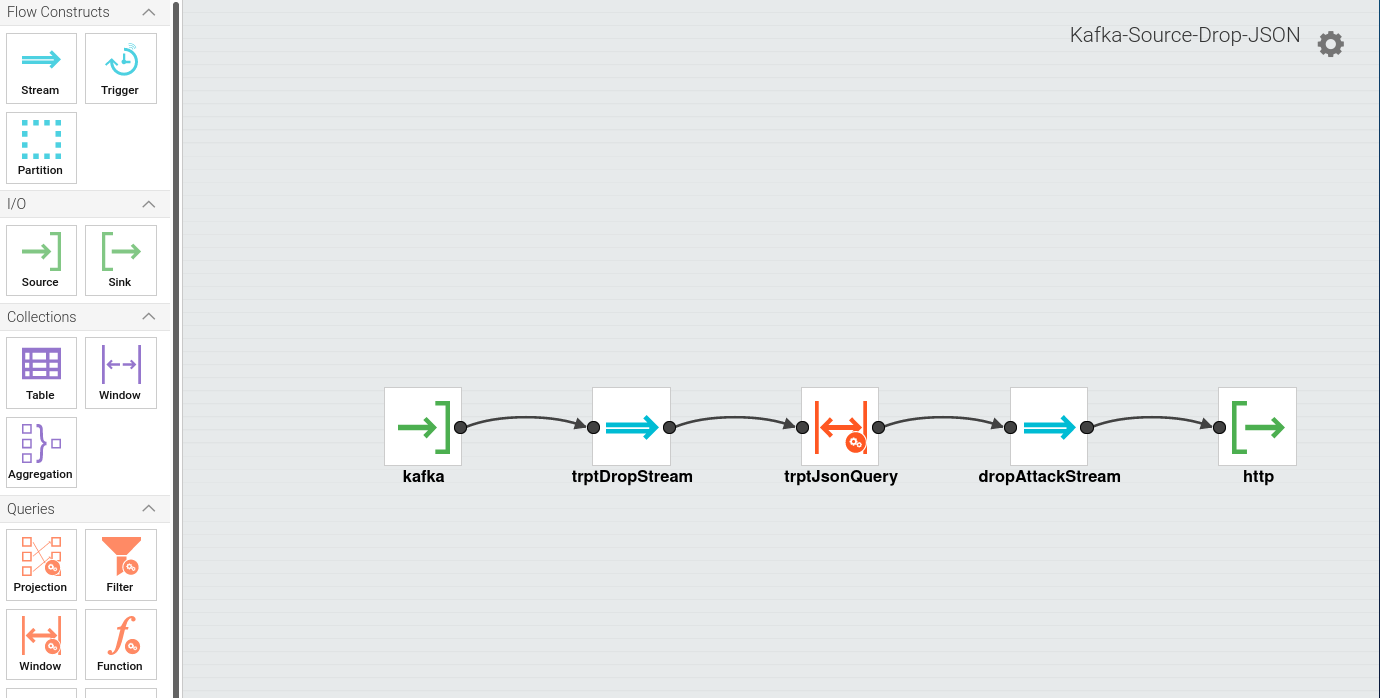 Flow Constructs
Stream
Trigger
Partition
I/O
Source
Sink
Collections
Table
Window
Aggregation
Queries
Projection
Filter
Window
Function
Kafka-Source-Drop-JSON
kafka
trptDropStream
trptJsonQuery
dropAttackStream
http